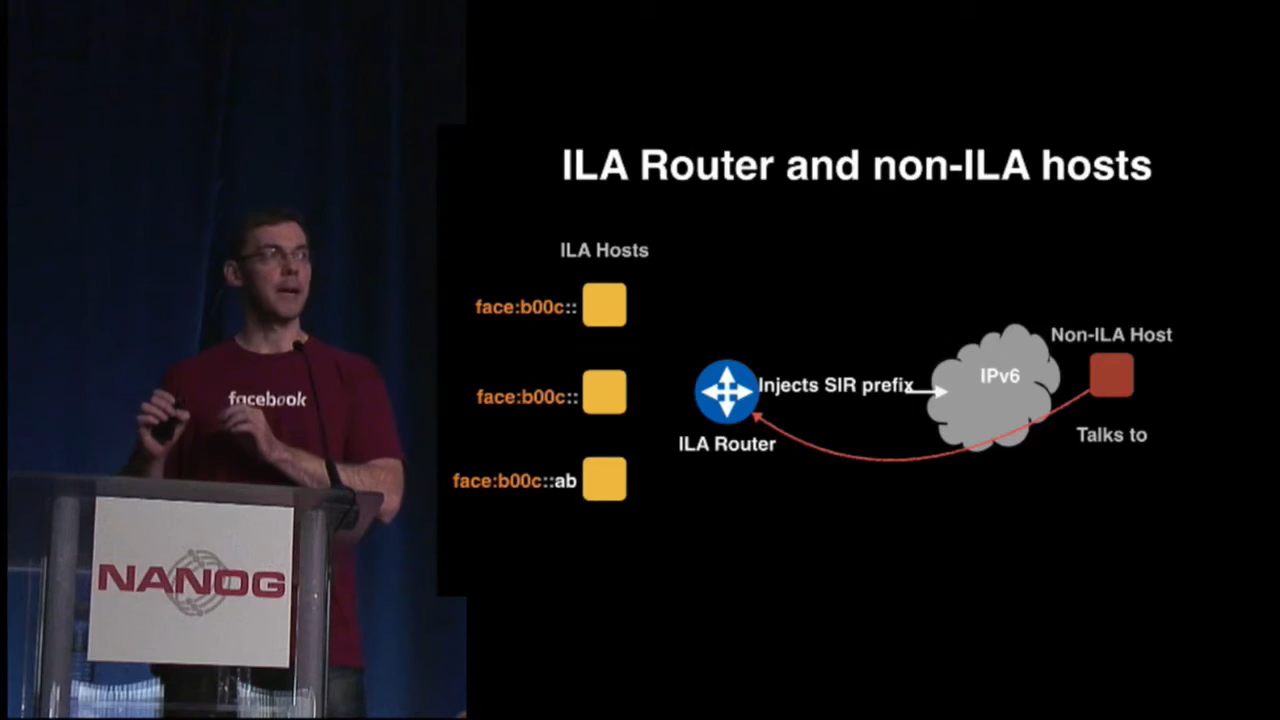 ILA Router and non-ILA hosts
ILA Hosts
face:b00c::
face:b00c::
face:b00c::ab
Injects SIR prefix
ILA Router
IPv6
Non-ILA Host
Talks to
facebook
NANOG